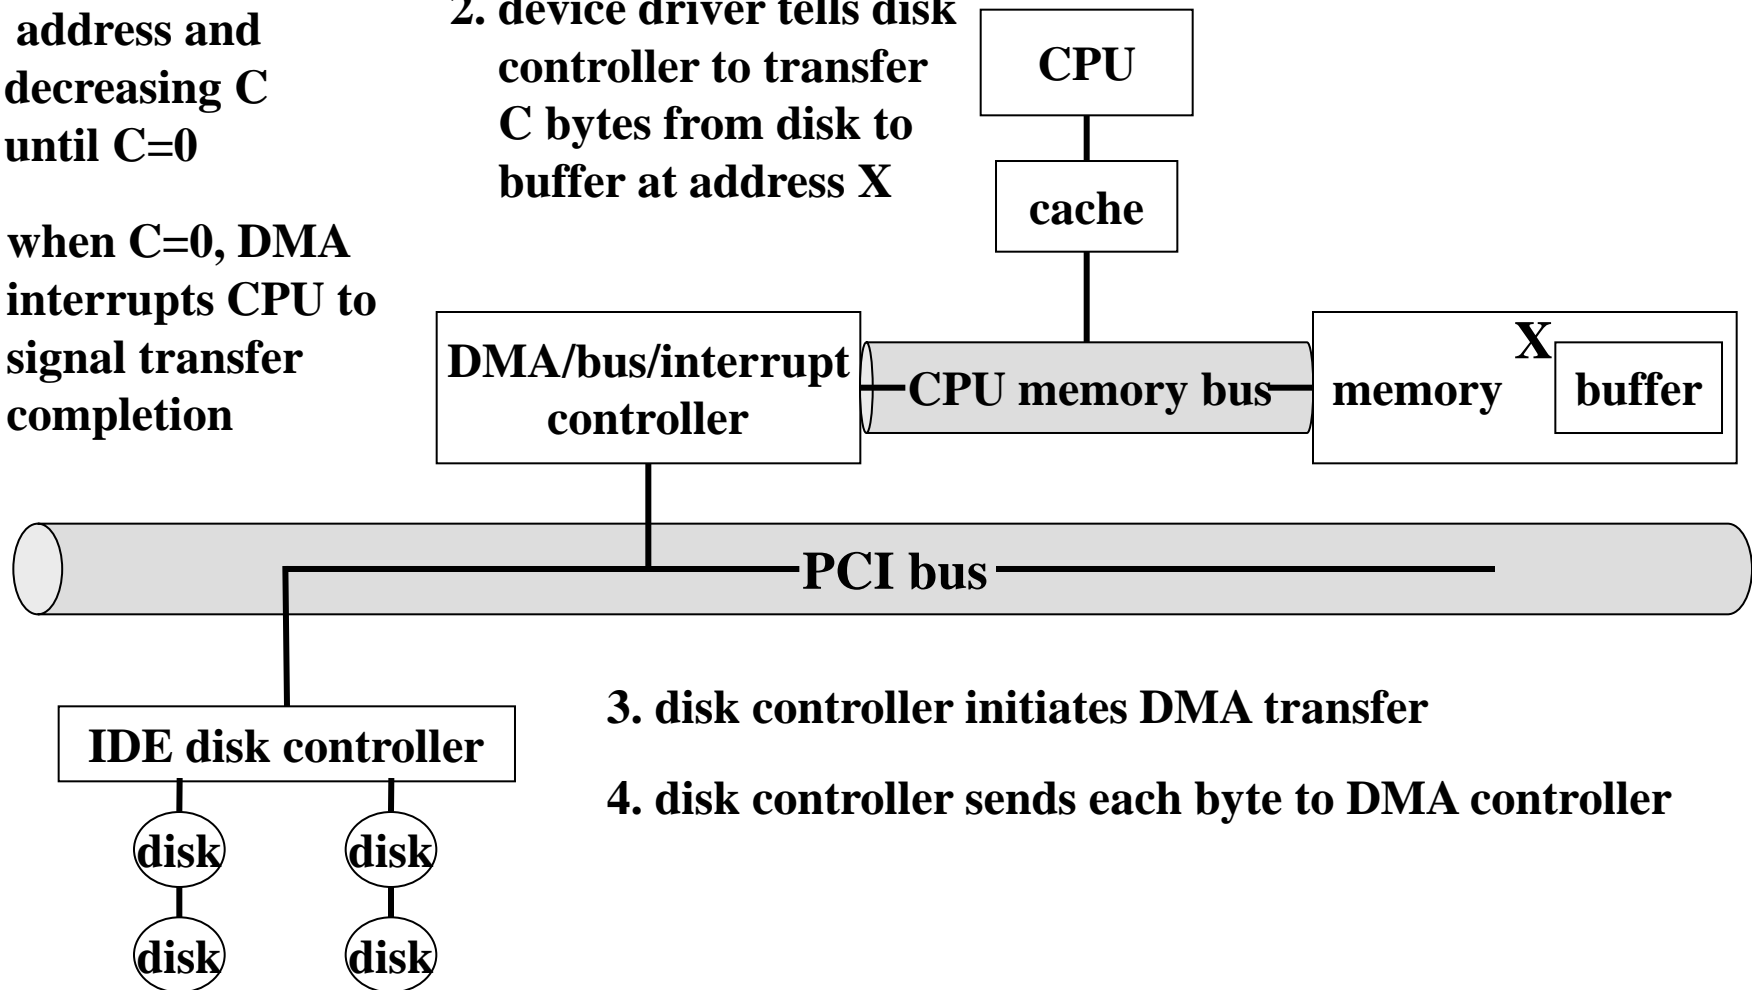 address and
decreasing C
until C=0
when C=0, DMA
interrupts CPU to
signal transfer
completion
2. device driver tells disk
controller to transfer
C bytes from disk to
buffer at address X
CPU
cache
DMA/bus/interrupt
controller
CPU memory bus
memory
X
buffer
PCI bus
IDE disk controller
3. disk controller initiates DMA transfer
4. disk controller sends each byte to DMA controller
disk
disk
disk
disk